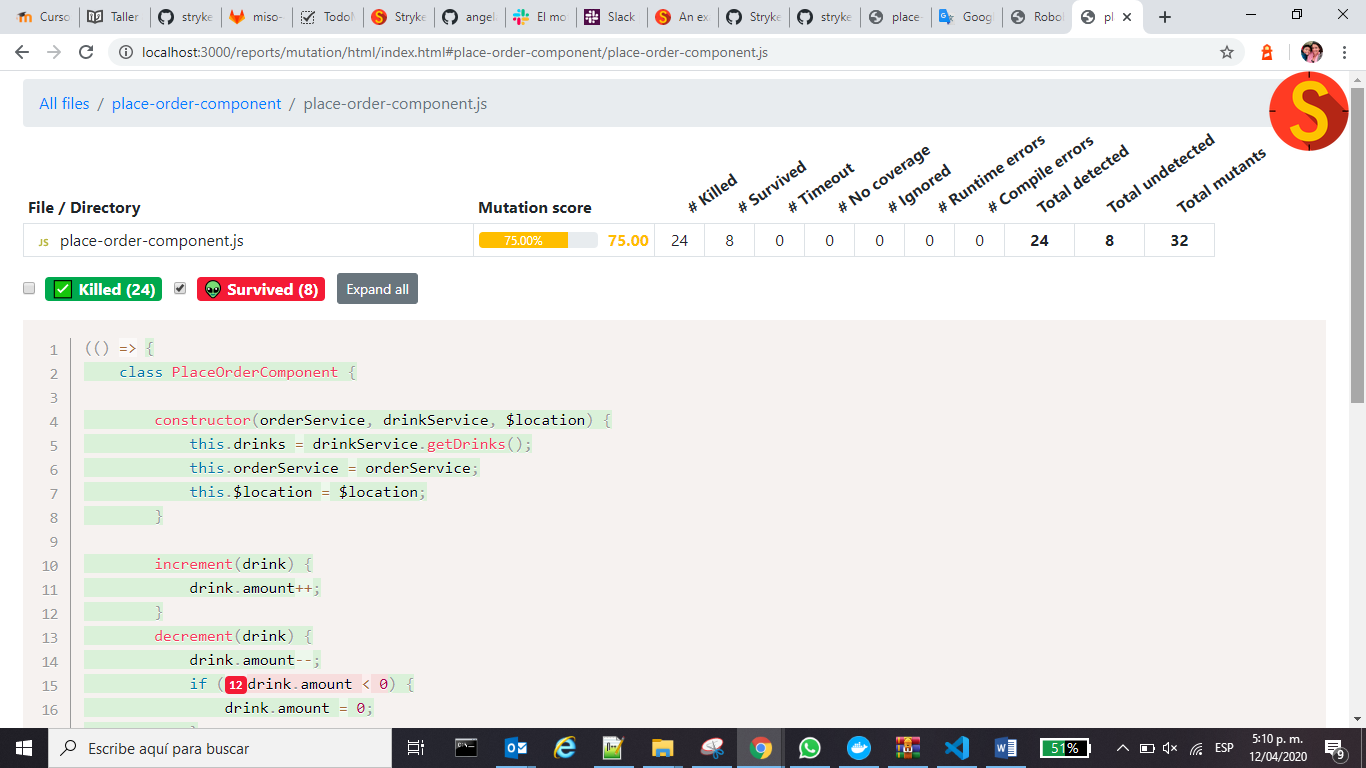 Curso
Taller
stryke
miso-
TodoM
Stryke
angela
El mo
Slack
An exa
Stryke
stryke
place-
Goog
Robol
pl
localhost:3000/reports/mutation/html/index.html#place-order-component/place-order-component.js
All files / place-order-component / place-order-component.js
S
File / Directory
Mutation score
# Killed
# Survived
# Timeout
# No coverage
# Ignored
# Runtime errors
# Compile errors
Total detected
Total undetected
Total mutants
JS place-order-component.js 75.00% 75.00 24 8 0 0 0 0 0 24 8 32
Killed (24) Survived (8) Expand all
1 (() => {
2 class PlaceOrderComponent {
3
4 constructor(orderService, drinkService, $location) {
5 this.drinks = drinkService.getDrinks();
6 this.orderService = orderService;
7 this.$location = $location;
8 }
9
10 increment(drink) {
11 drink.amount++;
12 }
13 decrement(drink) {
14 drink.amount--;
15 if (12drink.amount < 0) {
16 drink.amount = 0;
Escribe aquí para buscar
51%
ESP
5:10 p. m.
12/04/2020
9